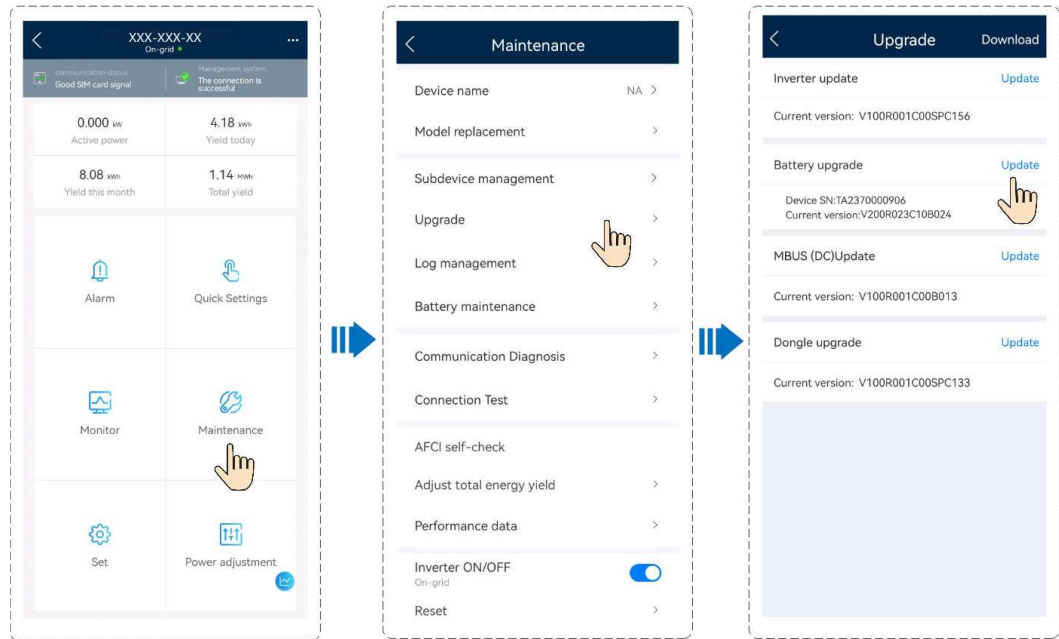 XXX-XXX-XX
On-grid
...
communication status
Good SIM card signal
Management system
The connection is
successful
0.000 kW
Active power
4.18 kWh
Yield today
8.08 kWh
Yield this month
1.14 MWh
Total yield
Alarm
Quick Settings
Monitor
Maintenance
Set
Power adjustment
Maintenance
Device name NA >
Model replacement >
Subdevice management >
Upgrade >
Log management >
Battery maintenance >
Communication Diagnosis >
Connection Test >
AFCI self-check
Adjust total energy yield >
Performance data >
Inverter ON/OFF
On-grid
Reset >
Upgrade Download
Inverter update Update
Current version: V100R001C00SPC156
Battery upgrade Update
Device SN:TA2370000906
Current version:V200R023C10B024
MBUS (DC)Update Update
Current version: V100R001C00B013
Dongle upgrade Update
Current version: V100R001C00SPC133